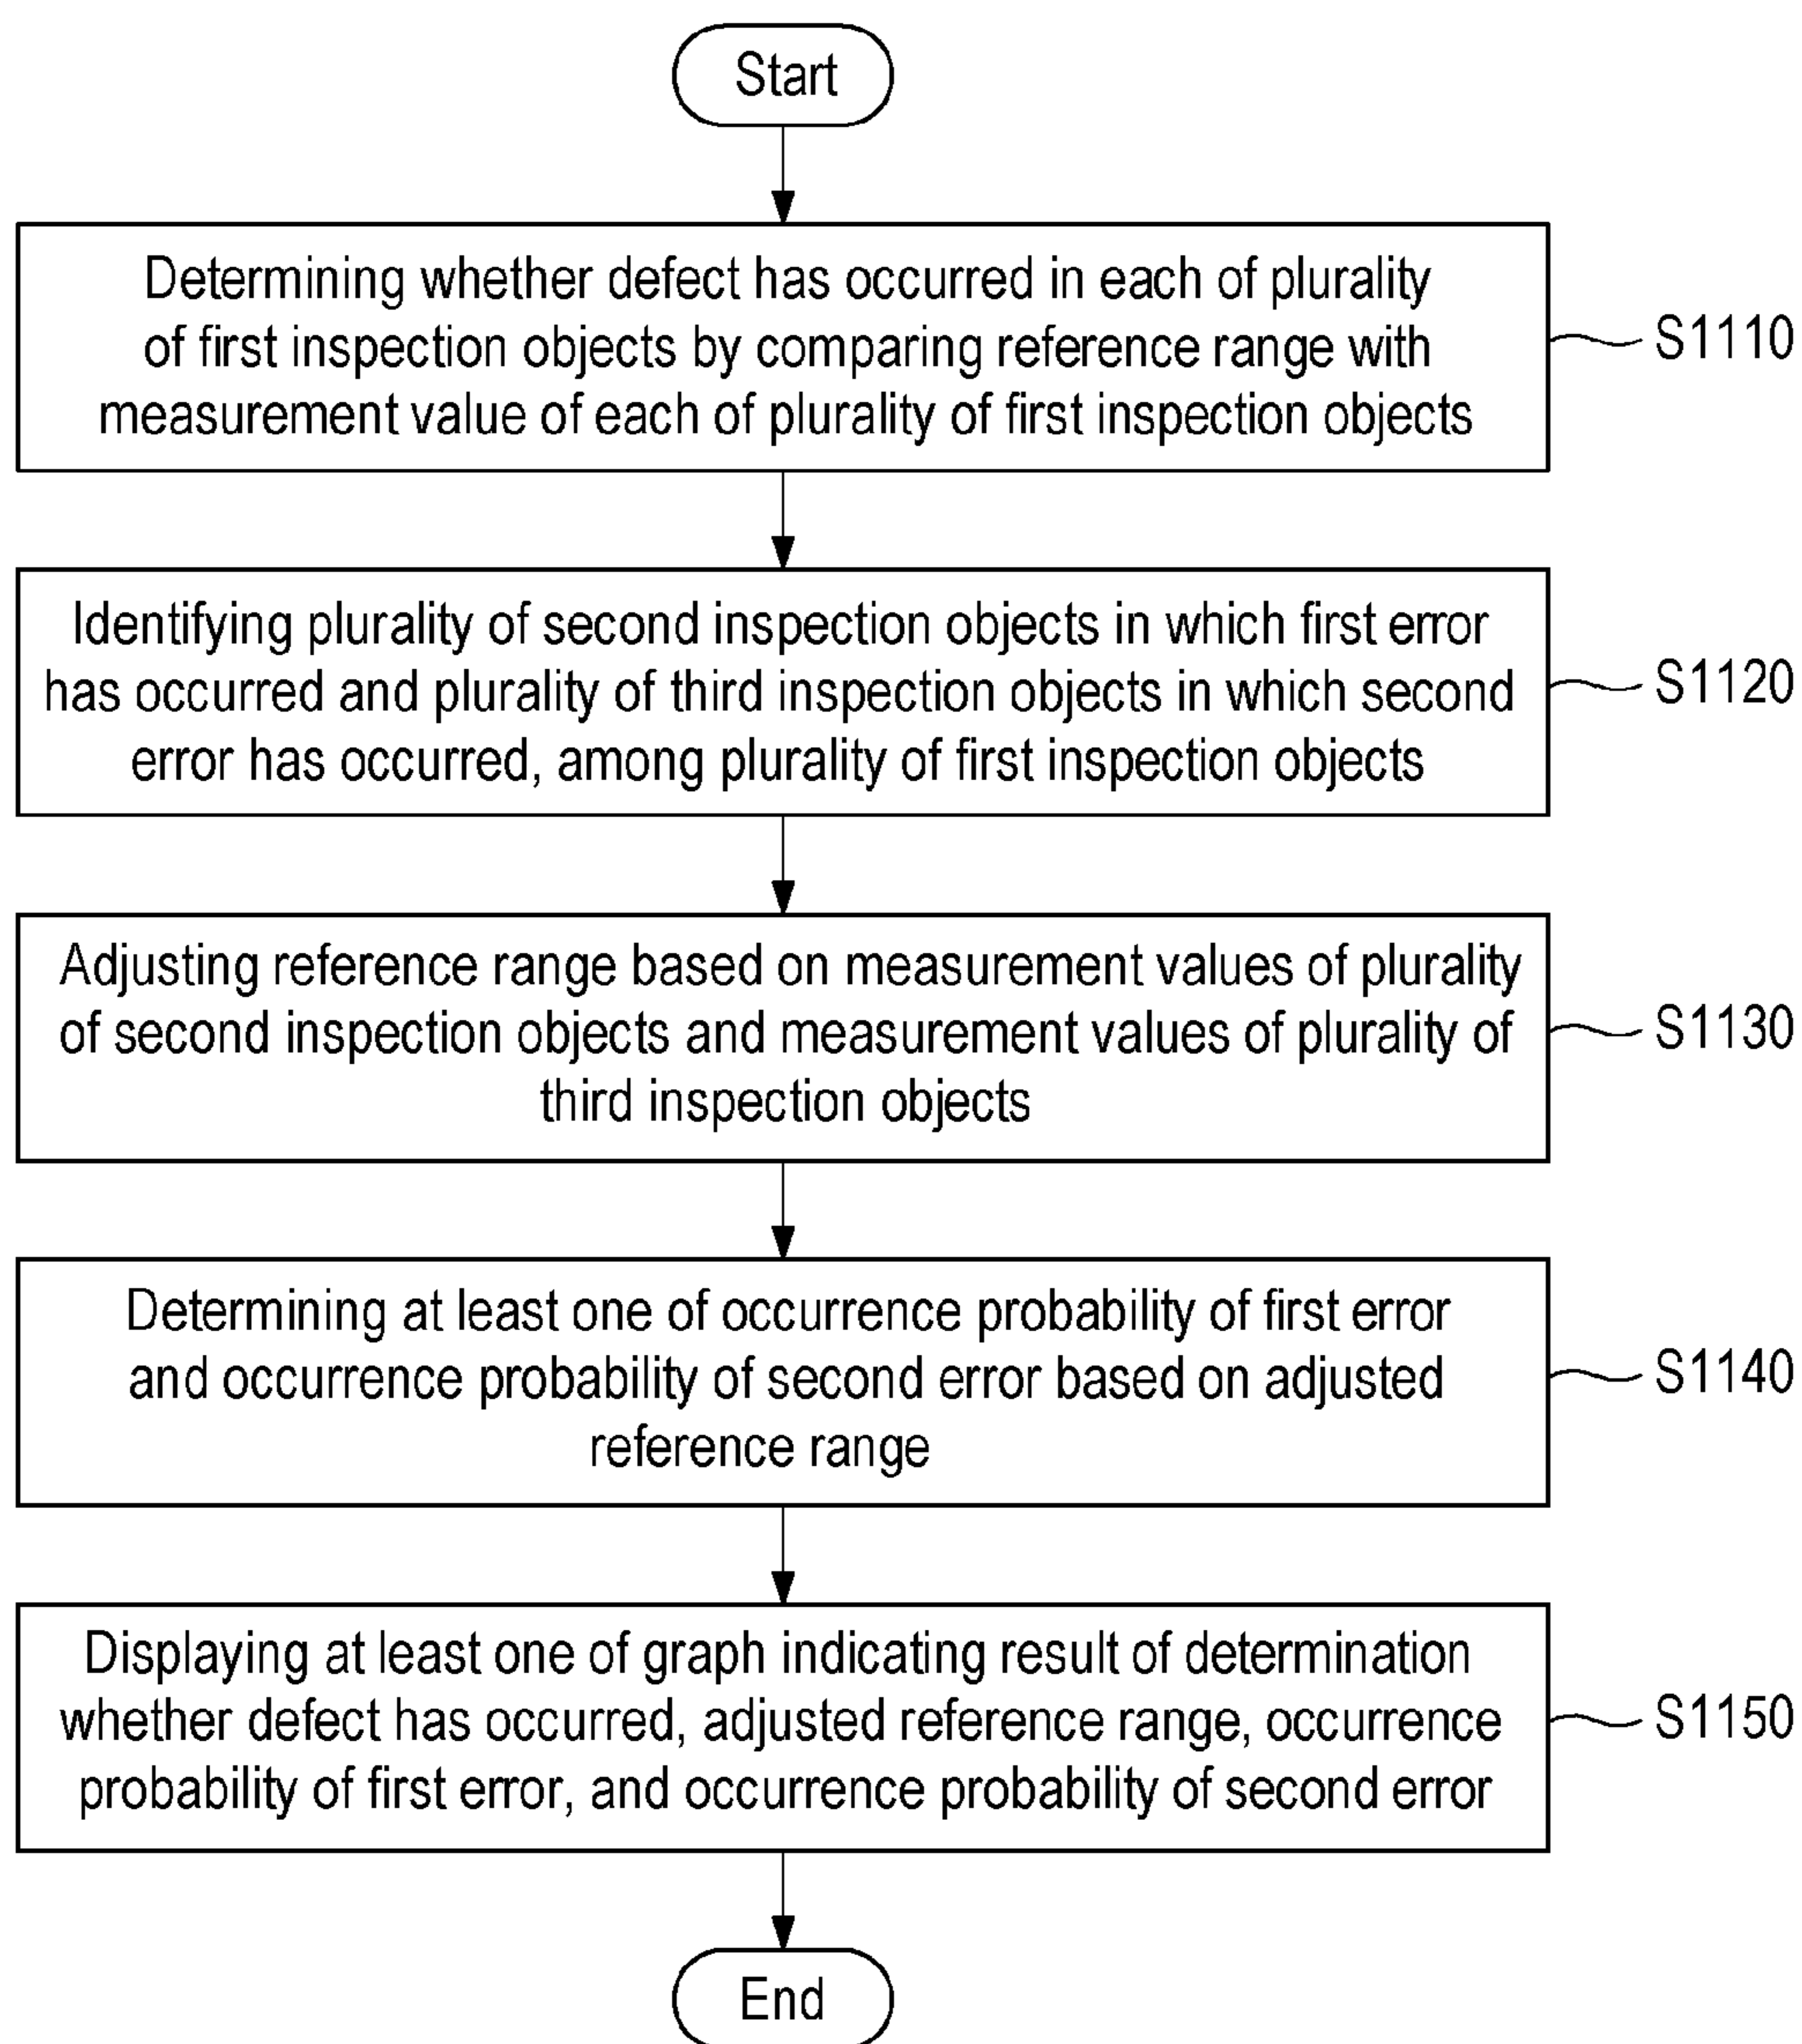 Start
Determining whether defect has occurred in each of plurality
of first inspection objects by comparing reference range with
measurement value of each of plurality of first inspection objects
S1110
Identifying plurality of second inspection objects in which first error
has occurred and plurality of third inspection objects in which second
error has occurred, among plurality of first inspection objects
S1120
Adjusting reference range based on measurement values of plurality
of second inspection objects and measurement values of plurality of
third inspection objects
S1130
Determining at least one of occurrence probability of first error
and occurrence probability of second error based on adjusted
reference range
S1140
Displaying at least one of graph indicating result of determination
whether defect has occurred, adjusted reference range, occurrence
probability of first error, and occurrence probability of second error
S1150
End